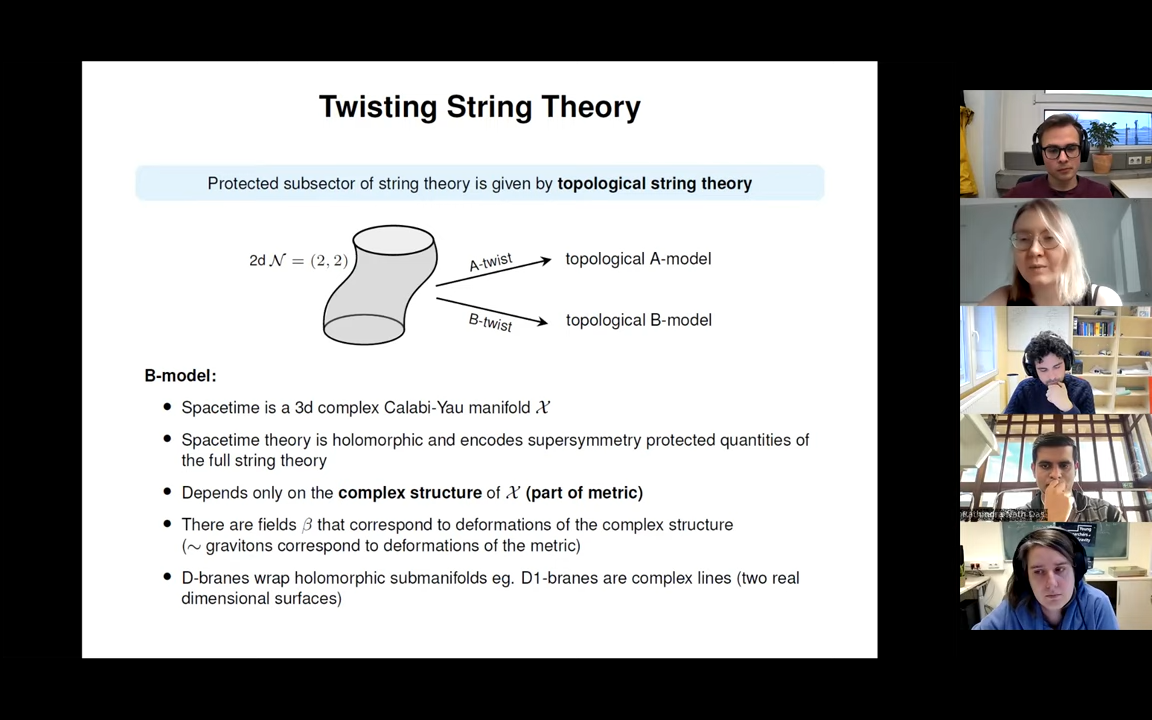 Twisting String Theory
Protected subsector of string theory is given by topological string theory
2d 𝒩 = (2, 2)
A-twist
topological A-model
B-twist
topological B-model
B-model:
• Spacetime is a 3d complex Calabi-Yau manifold 𝒳
• Spacetime theory is holomorphic and encodes supersymmetry protected quantities of
the full string theory
• Depends only on the complex structure of 𝒳 (part of metric)
• There are fields β that correspond to deformations of the complex structure
(∼ gravitons correspond to deformations of the metric)
• D-branes wrap holomorphic submanifolds eg. D1-branes are complex lines (two real
dimensional surfaces)
Nath Das
Young